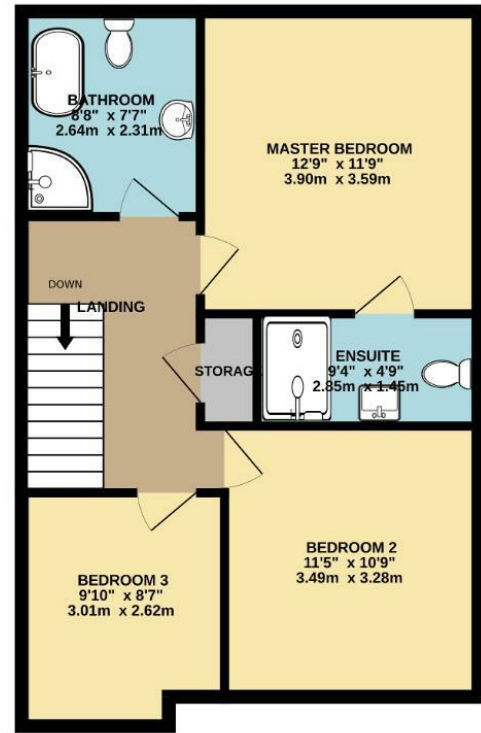 BATHROOM
8'8" x 7'7"
2.64m x 2.31m
MASTER BEDROOM
12'9" x 11'9"
3.90m x 3.59m
DOWN
LANDING
STORAG
ENSUITE
9'4" x 4'9"
2.85m x 1.45m
BEDROOM 2
11'5" x 10'9"
3.49m x 3.28m
BEDROOM 3
9'10" x 8'7"
3.01m x 2.62m